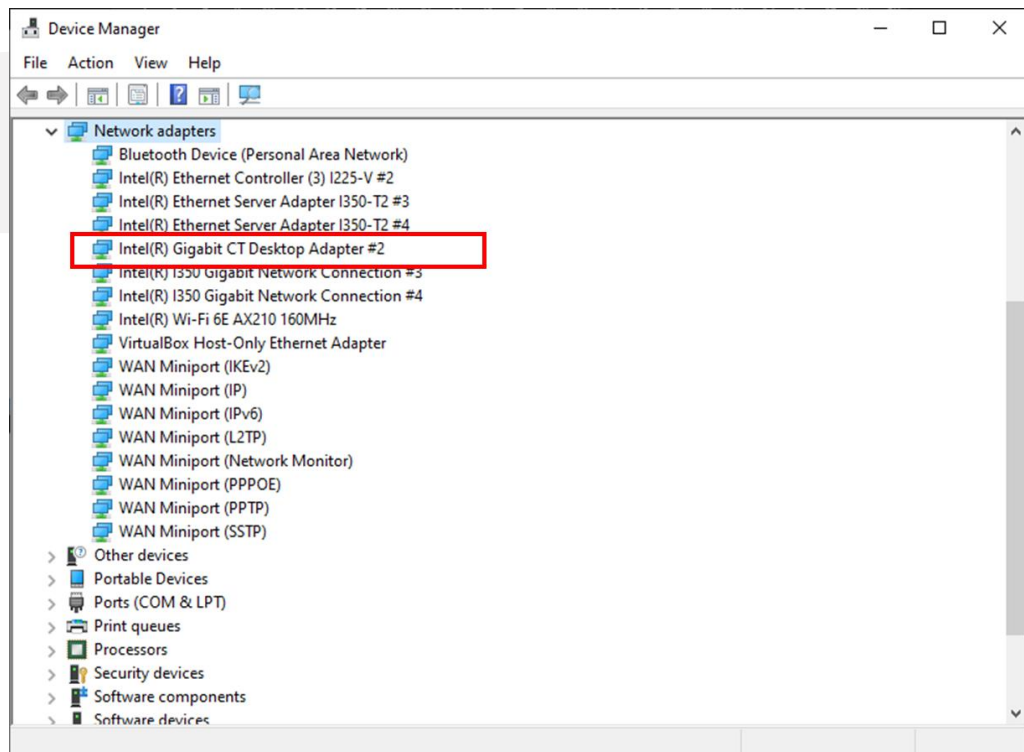 Device Manager
File Action View Help
Network adapters
Bluetooth Device (Personal Area Network)
Intel(R) Ethernet Controller (3) I225-V #2
Intel(R) Ethernet Server Adapter I350-T2 #3
Intel(R) Ethernet Server Adapter I350-T2 #4
Intel(R) Gigabit CT Desktop Adapter #2
Intel(R) I350 Gigabit Network Connection #3
Intel(R) I350 Gigabit Network Connection #4
Intel(R) Wi-Fi 6E AX210 160MHz
VirtualBox Host-Only Ethernet Adapter
WAN Miniport (IKEv2)
WAN Miniport (IP)
WAN Miniport (IPv6)
WAN Miniport (L2TP)
WAN Miniport (Network Monitor)
WAN Miniport (PPPOE)
WAN Miniport (PPTP)
WAN Miniport (SSTP)
Other devices
Portable Devices
Ports (COM & LPT)
Print queues
Processors
Security devices
Software components
Software devices